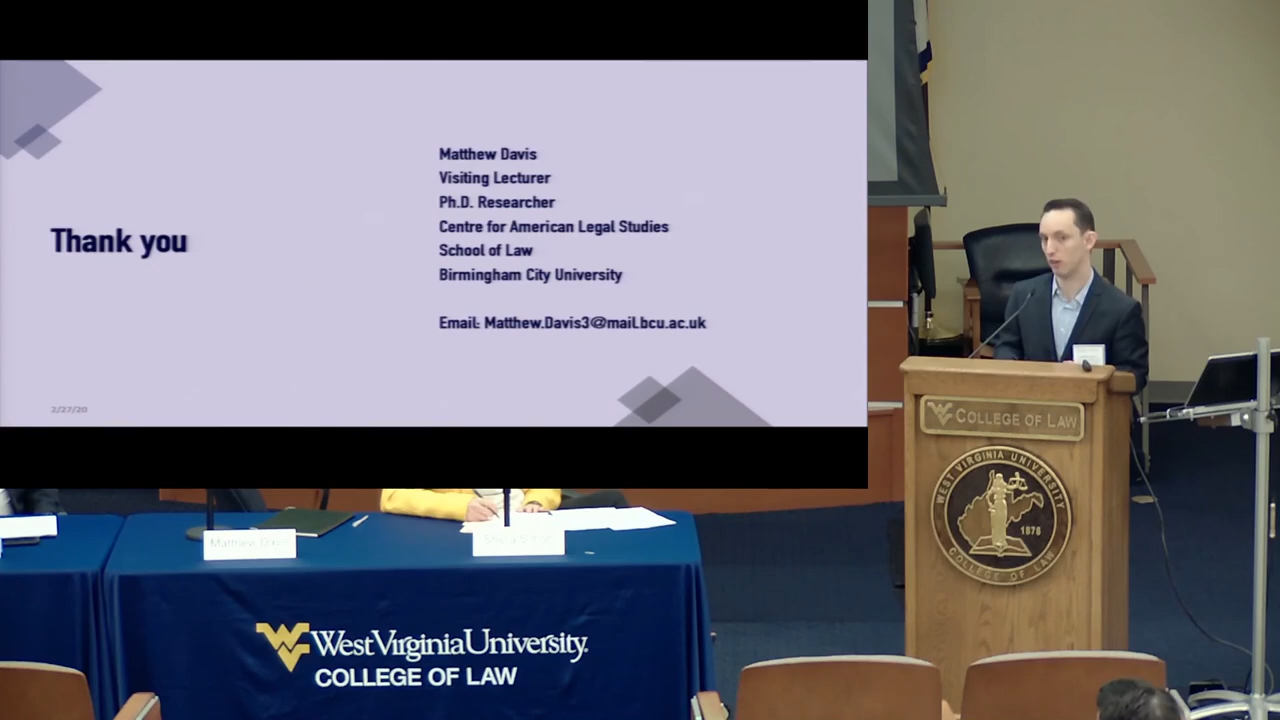 Thank you
Matthew Davis
Visiting Lecturer
Ph.D. Researcher
Centre for American Legal Studies
School of Law
Birmingham City University
Email: Matthew.Davis3@mail.bcu.ac.uk
2/27/20
COLLEGE OF LAW
WEST VIRGINIA UNIVERSITY
1878
COLLEGE OF LAW
Matthew
West Virginia University.
COLLEGE OF LAW